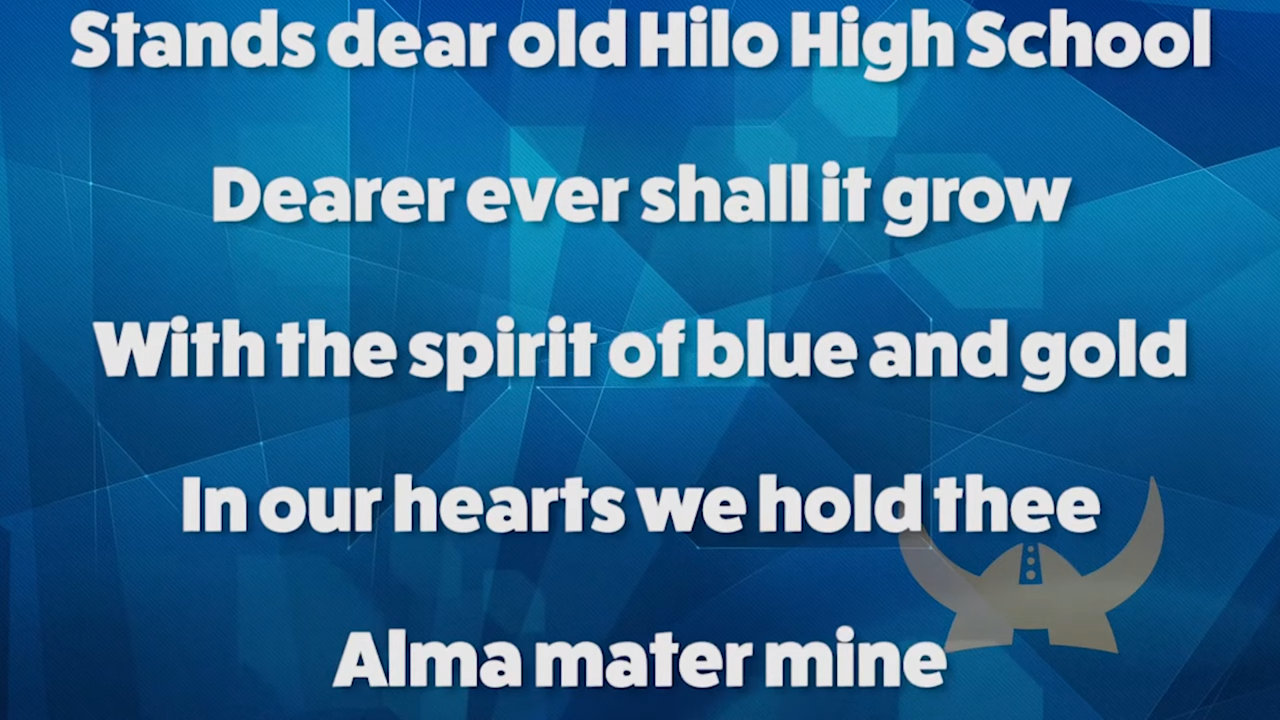 Stands dear old Hilo High School
Dearer ever shall it grow
With the spirit of blue and gold
In our hearts we hold thee
Alma mater mine